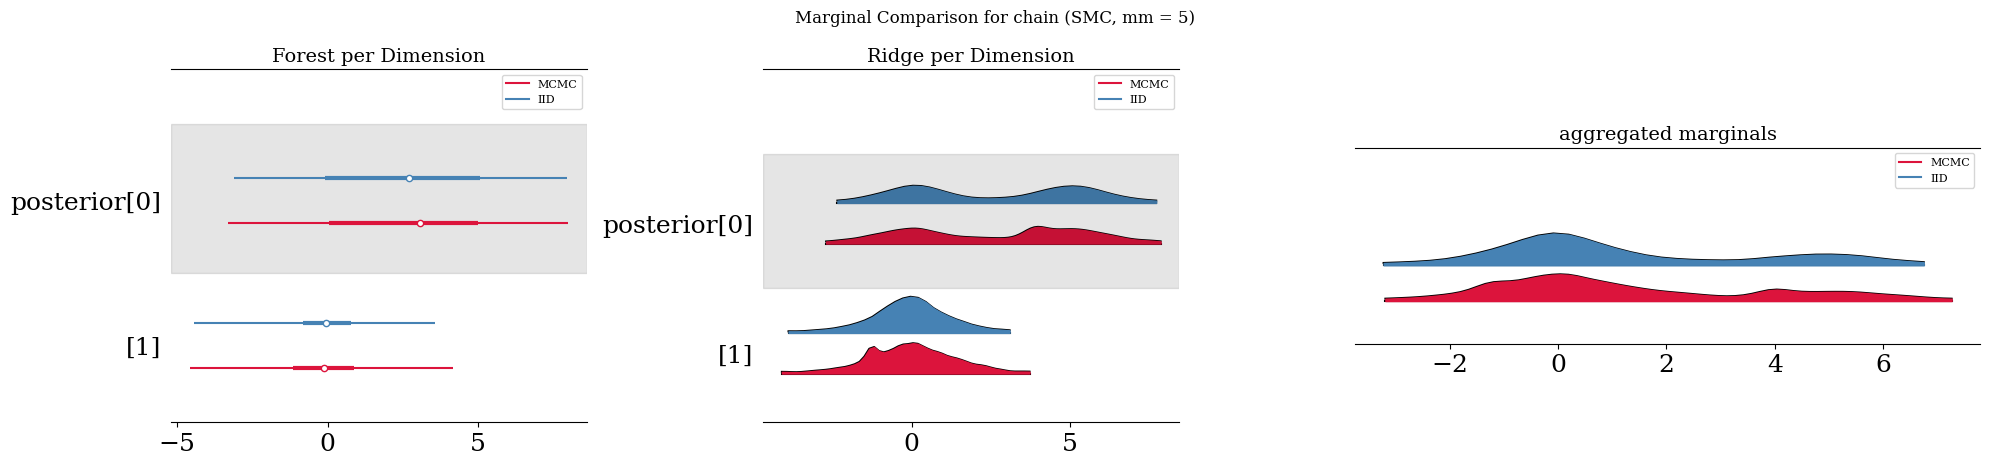 Marginal Comparison for chain (SMC, mm = 5)
Forest per Dimension
MCMC
IID
posterior[0]
[1]
−5 0 5
Ridge per Dimension
MCMC
IID
posterior[0]
[1]
0 5
aggregated marginals
MCMC
IID
−2 0 2 4 6